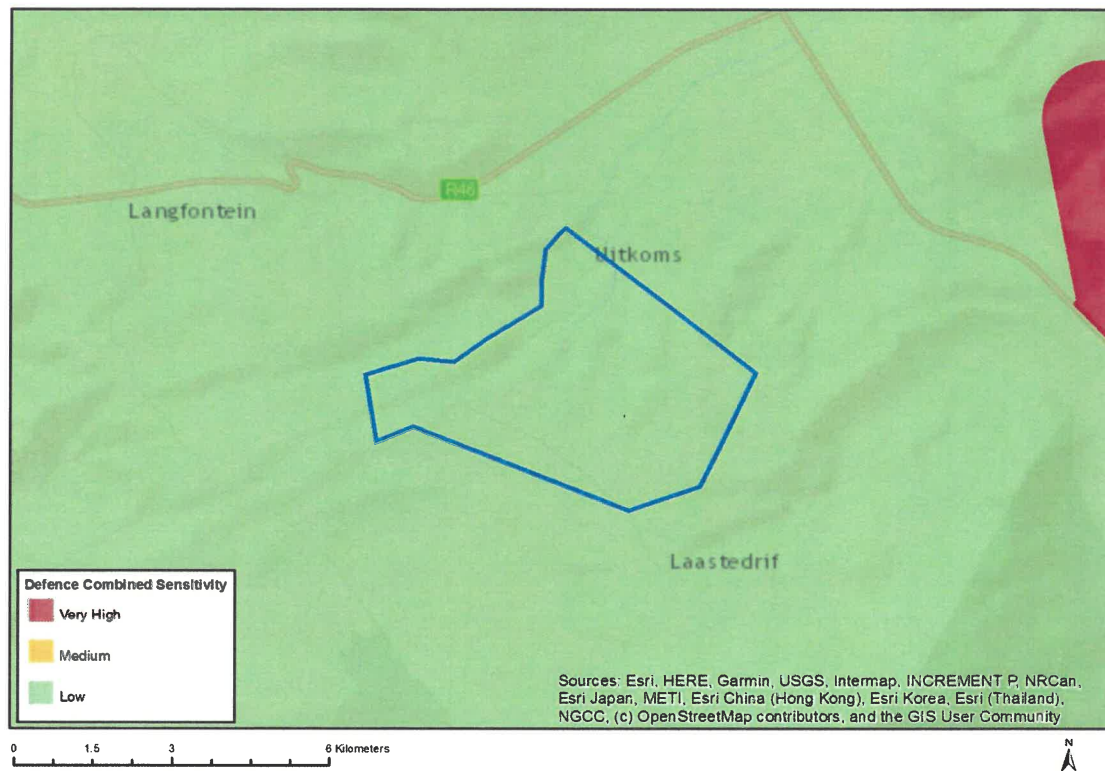 R46
Langfontein
Uitkoms
Laastedrif
Defence Combined Sensitivity
Very High
Medium
Low
Sources: Esri, HERE, Garmin, USGS, Intermap, INCREMENT P, NRCan,
Esri Japan, METI, Esri China (Hong Kong), Esri Korea, Esri (Thailand),
NGCC, (c) OpenStreetMap contributors, and the GIS User Community
0 1.5 3 6 Kilometers
N